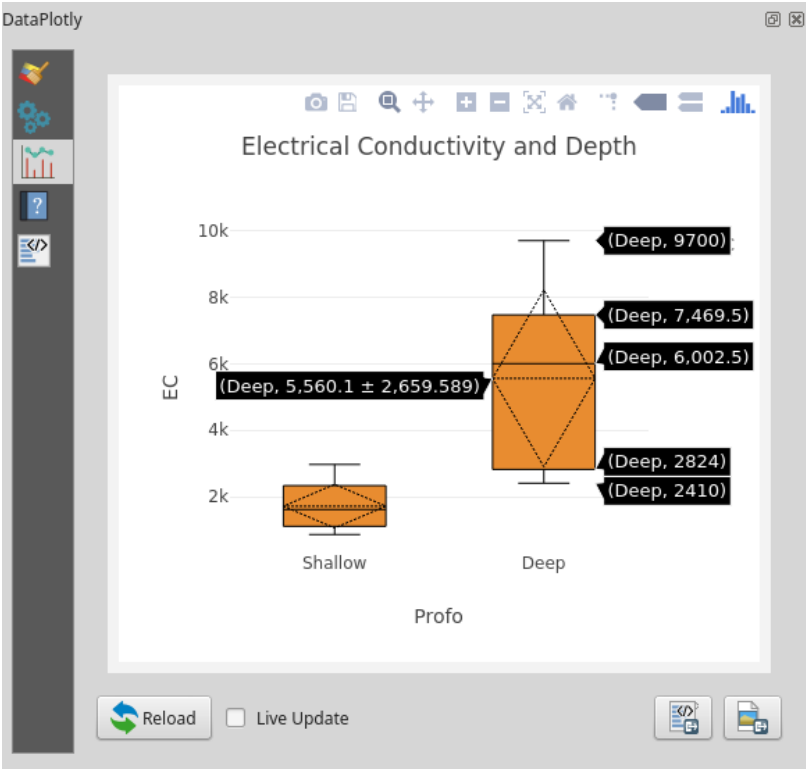 DataPlotly
Electrical Conductivity and Depth
10k
(Deep, 9700)
8k
(Deep, 7,469.5)
6k
(Deep, 6,002.5)
(Deep, 5,560.1 ± 2,659.589)
EC
4k
(Deep, 2824)
2k
(Deep, 2410)
Shallow
Deep
Profo
Reload
Live Update